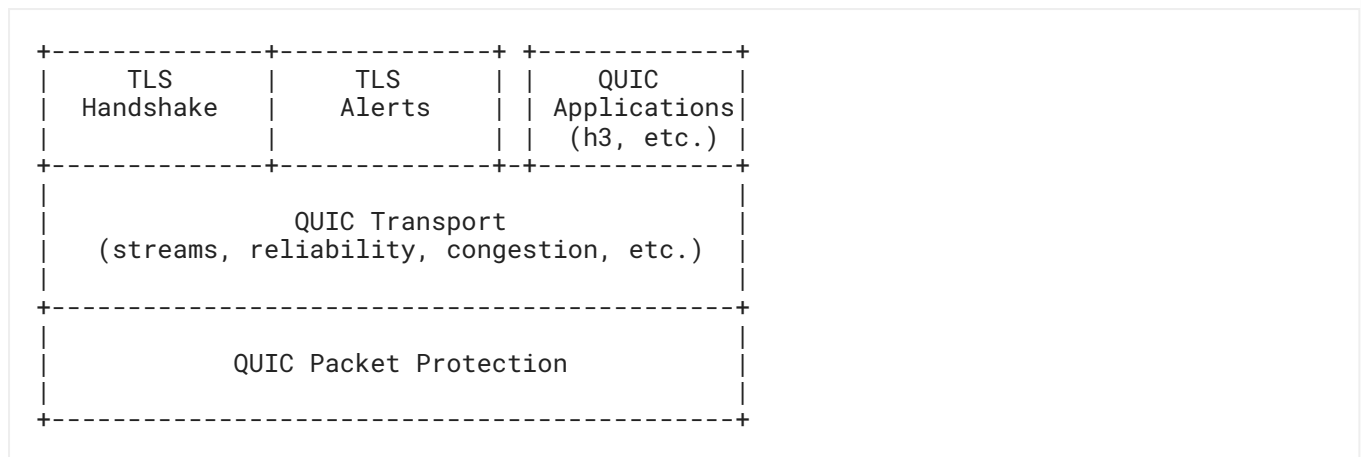 +--------------+--------------+ +-------------+
|     TLS      |     TLS      | |    QUIC     |
|  Handshake   |    Alerts    | | Applications|
|              |              | |  (h3, etc.) |
+--------------+--------------+-+-------------+
|                                             |
|                QUIC Transport               |
|   (streams, reliability, congestion, etc.)  |
|                                             |
+---------------------------------------------+
|                                             |
|            QUIC Packet Protection           |
|                                             |
+---------------------------------------------+